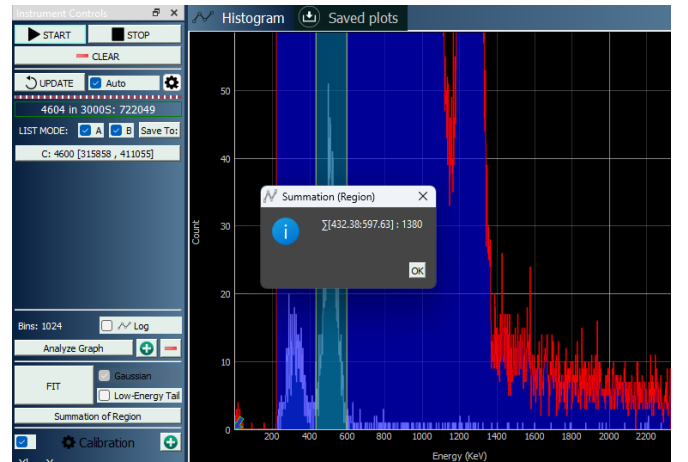 Instrument Controls
START STOP
CLEAR
UPDATE Auto
4604 in 3000S: 722049
LIST MODE: A B Save To:
C: 4600 [315858 , 411055]
Bins: 1024 Log
Analyze Graph
FIT Gaussian
Low-Energy Tail
Summation of Region
Calibration
Histogram Saved plots
50
40
30
20
10
0
Count
Summation (Region)
∑[432.38:597.63] : 1380
OK
200 400 600 800 1000 1200 1400 1600 1800 2000 2200
Energy (KeV)